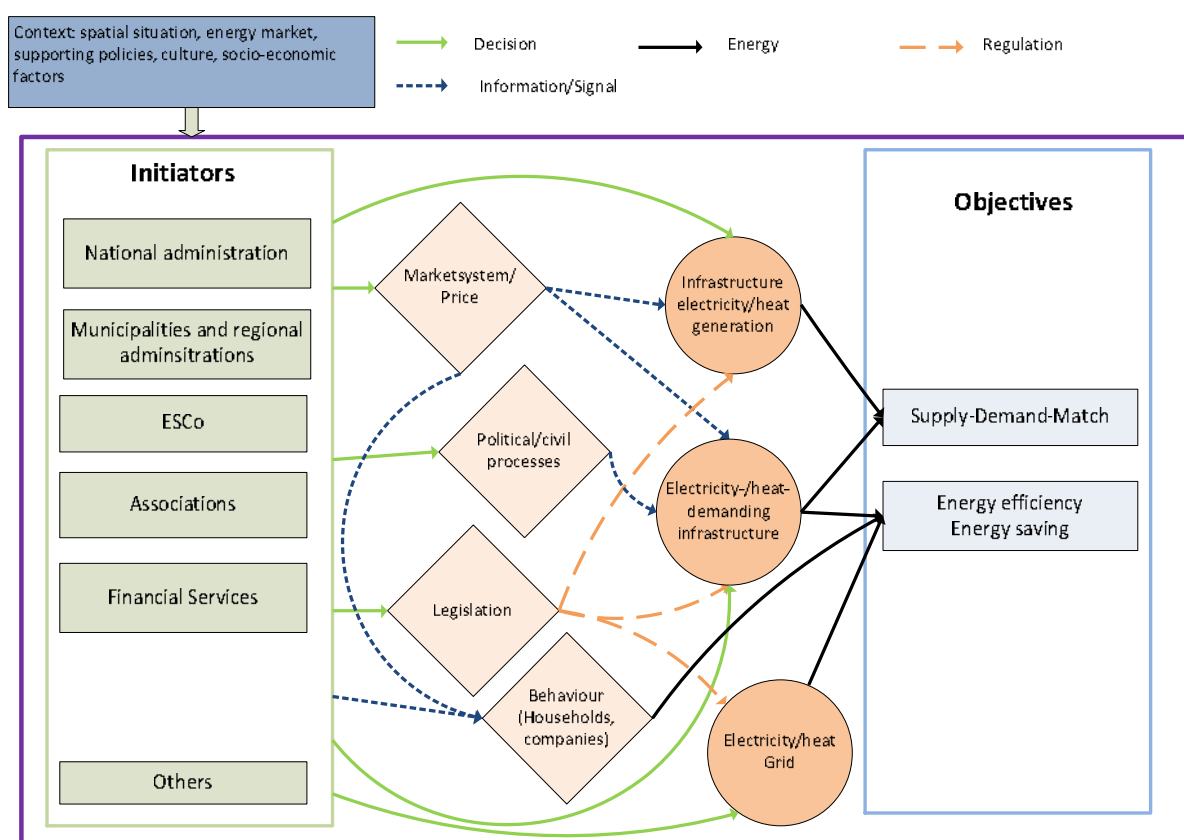 Context: spatial situation, energy market,
supporting policies, culture, socio-economic
factors
Decision
Energy
Regulation
Information/Signal
Initiators
National administration
Municipalities and regional
adminsitrations
ESCo
Associations
Financial Services
Others
Marketsystem/
Price
Political/civil
processes
Legislation
Behaviour
(Households,
companies)
Infrastructure
electricity/heat
generation
Electricity-/heat-
demanding
infrastructure
Electricity/heat
Grid
Objectives
Supply-Demand-Match
Energy efficiency
Energy saving